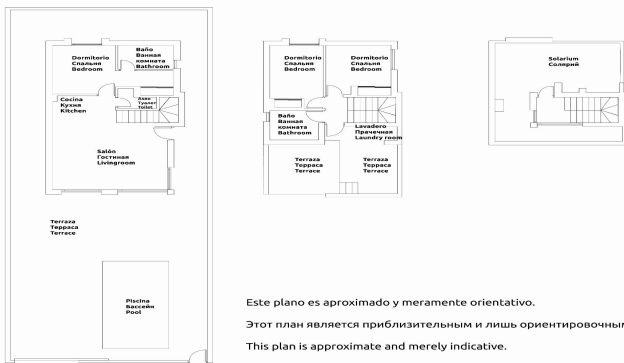 Dormitorio
Спальня
Bedroom
Baño
Ванная
комната
Bathroom
Cocina
Кухня
Kitchen
Aseo
Туалет
Toilet
Salón
Гостиная
Livingroom
Terraza
Терраса
Terrace
Piscina
Бассейн
Pool
Dormitorio
Спальня
Bedroom
Dormitorio
Спальня
Bedroom
Baño
Ванная
комната
Bathroom
Lavadero
Прачечная
Laundry room
Terraza
Терраса
Terrace
Terraza
Терраса
Terrace
Solarium
Солярий
Este plano es aproximado y meramente orientativo.
Этот план является приблизительным и лишь ориентировочным
This plan is approximate and merely indicative.